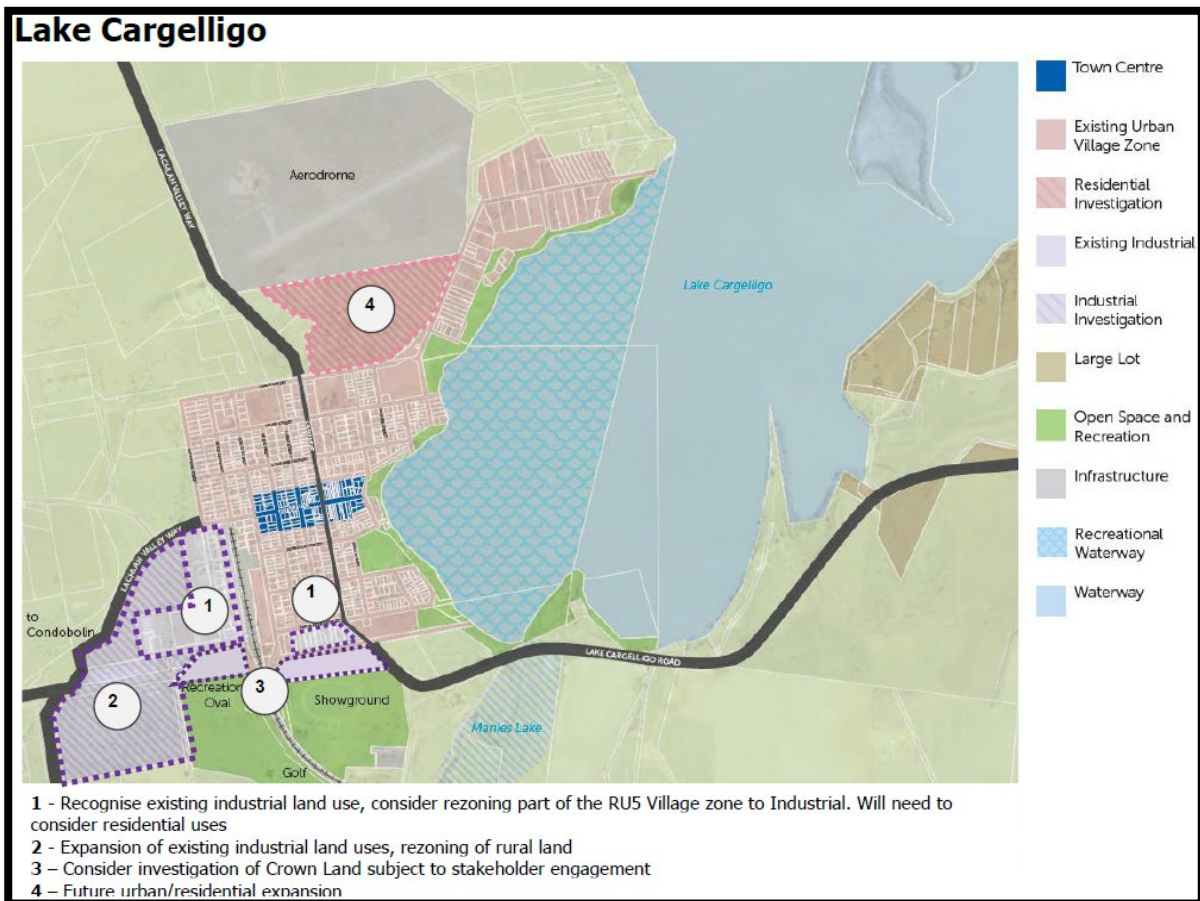 Lake Cargelligo
Town Centre
Existing Urban
Village Zone
Residential
Investigation
Existing Industrial
Industrial
Investigation
Large Lot
Open Space and
Recreation
Infrastructure
Recreational
Waterway
Waterway
LACHLAN VALLEY WAY
Aerodrome
4
Lake Cargelligo
LACHLAN VALLEY WAY
to
Condobolin
1
1
2
3
Recreation
Oval
Showground
Golf
LAKE CARGELLIGO ROAD
Manies Lake
1 - Recognise existing industrial land use, consider rezoning part of the RU5 Village zone to Industrial. Will need to
consider residential uses
2 - Expansion of existing industrial land uses, rezoning of rural land
3 – Consider investigation of Crown Land subject to stakeholder engagement
4 – Future urban/residential expansion